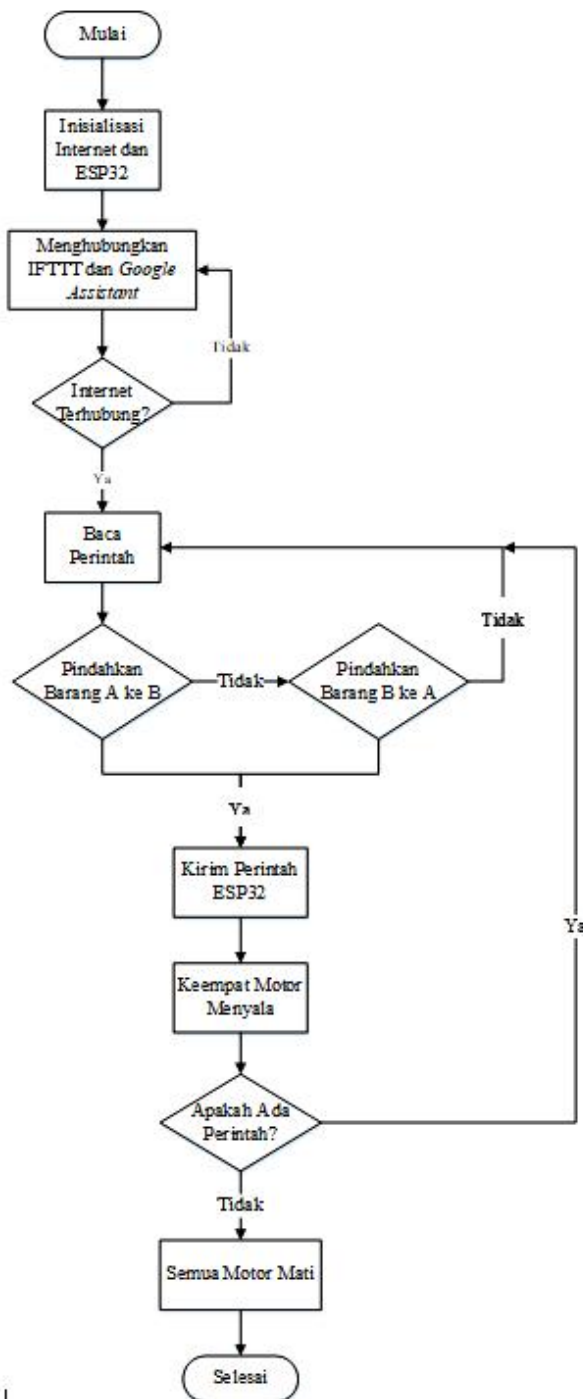 Mulai
Inisialisasi
Internet dan
ESP32
Menghubungkan
IFTTT dan Google
Assistant
Tidak
Internet
Terhubung?
Ya
Baca
Perintah
Tidak
Pindahkan
Barang A ke B
Tidak
Pindahkan
Barang B ke A
Ya
Kirim Perintah
ESP32
Ya
Keempat Motor
Menyala
Apakah Ada
Perintah?
Tidak
Semua Motor Mati
Selesai